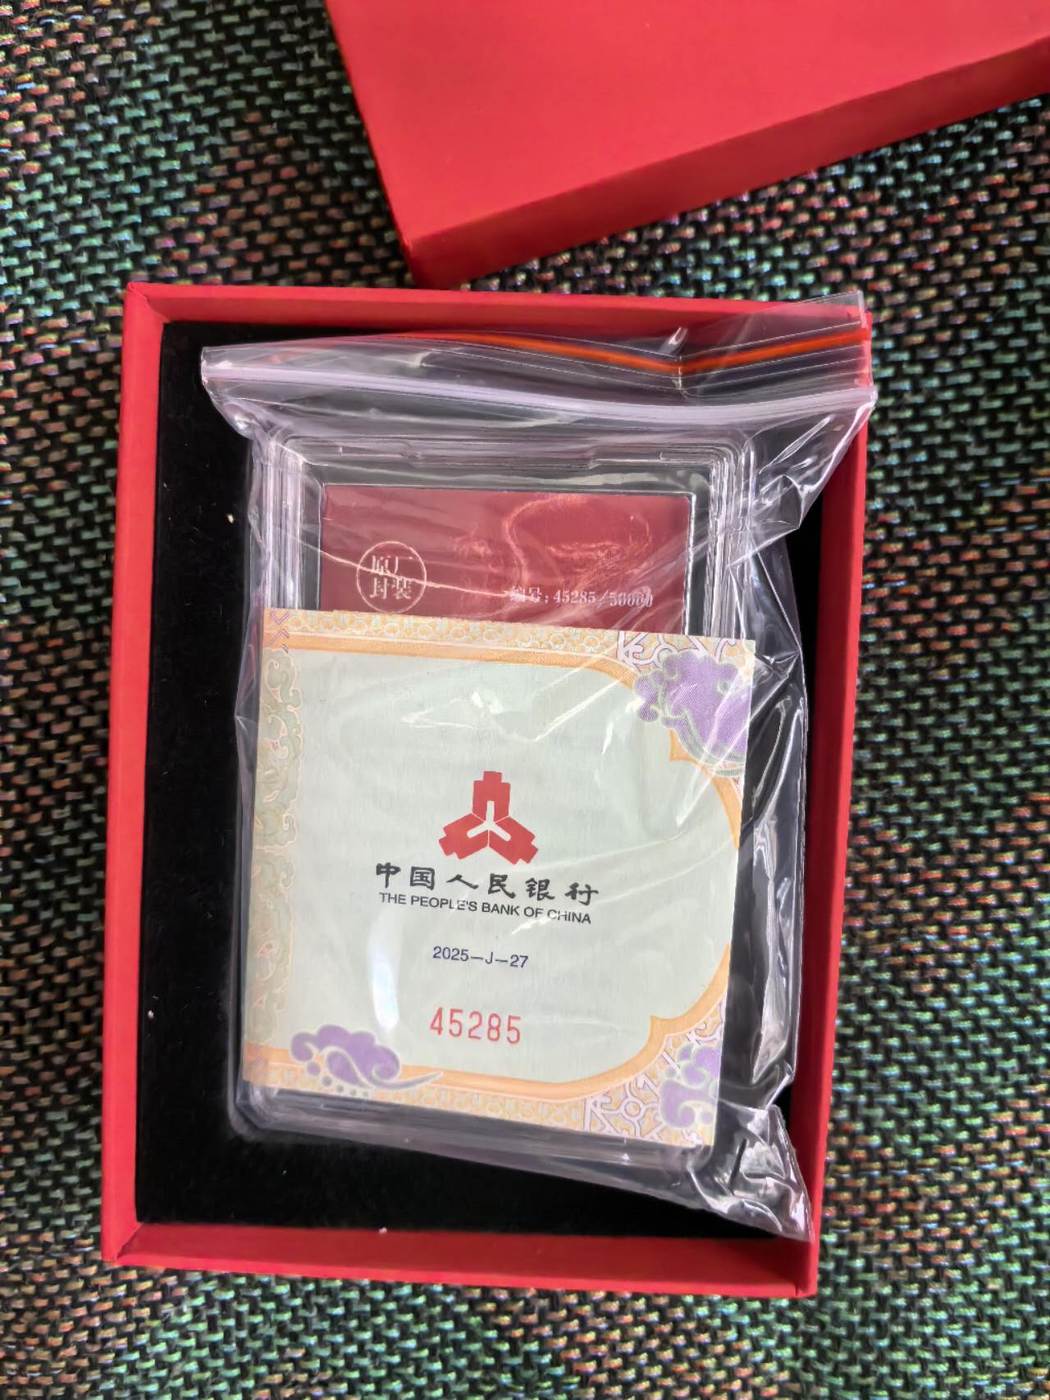 原厂
封装
编号:45285/50000
中国人民银行
THE PEOPLE'S BANK OF CHINA
2025-J-27
45285